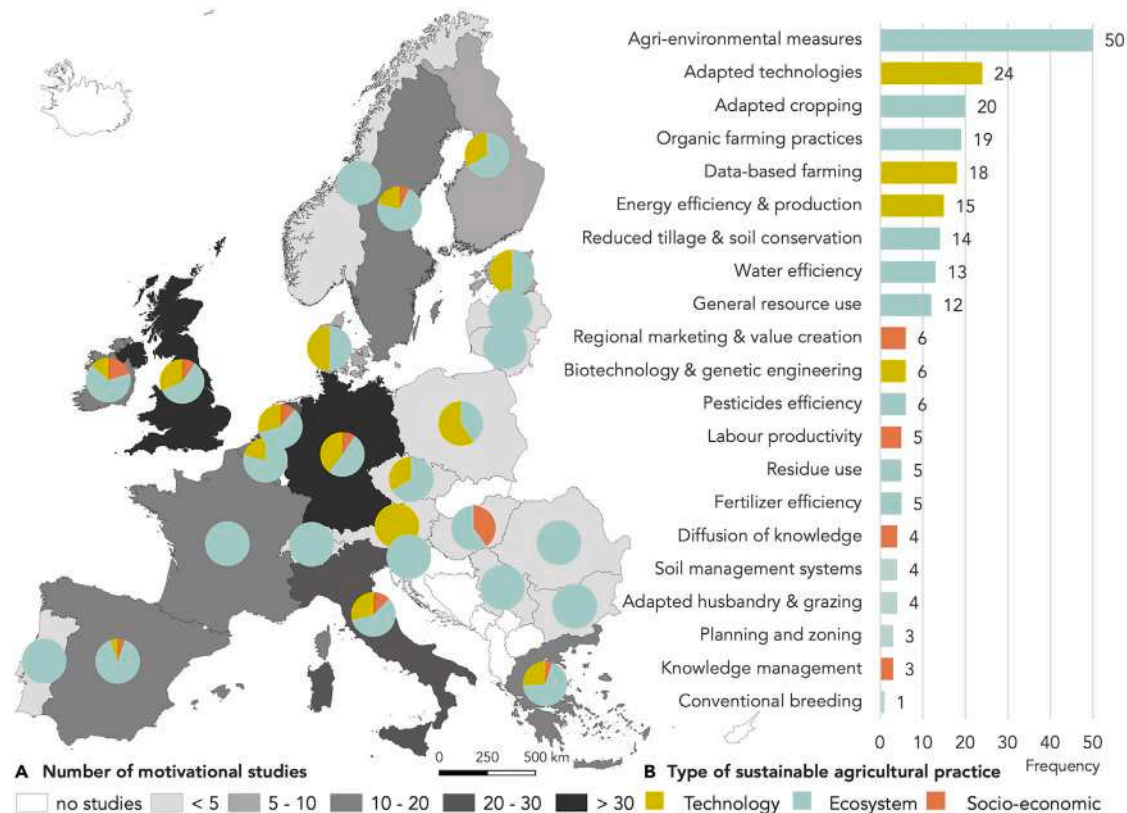 Agri-environmental measures 50
Adapted technologies 24
Adapted cropping 20
Organic farming practices 19
Data-based farming 18
Energy efficiency & production 15
Reduced tillage & soil conservation 14
Water efficiency 13
General resource use 12
Regional marketing & value creation 6
Biotechnology & genetic engineering 6
Pesticides efficiency 6
Labour productivity 5
Residue use 5
Fertilizer efficiency 5
Diffusion of knowledge 4
Soil management systems 4
Adapted husbandry & grazing 4
Planning and zoning 3
Knowledge management 3
Conventional breeding 1
0 10 20 30 40 50
Frequency
0 250 500 km
A Number of motivational studies
no studies < 5 5 - 10 10 - 20 20 - 30 > 30
B Type of sustainable agricultural practice
Technology Ecosystem Socio-economic